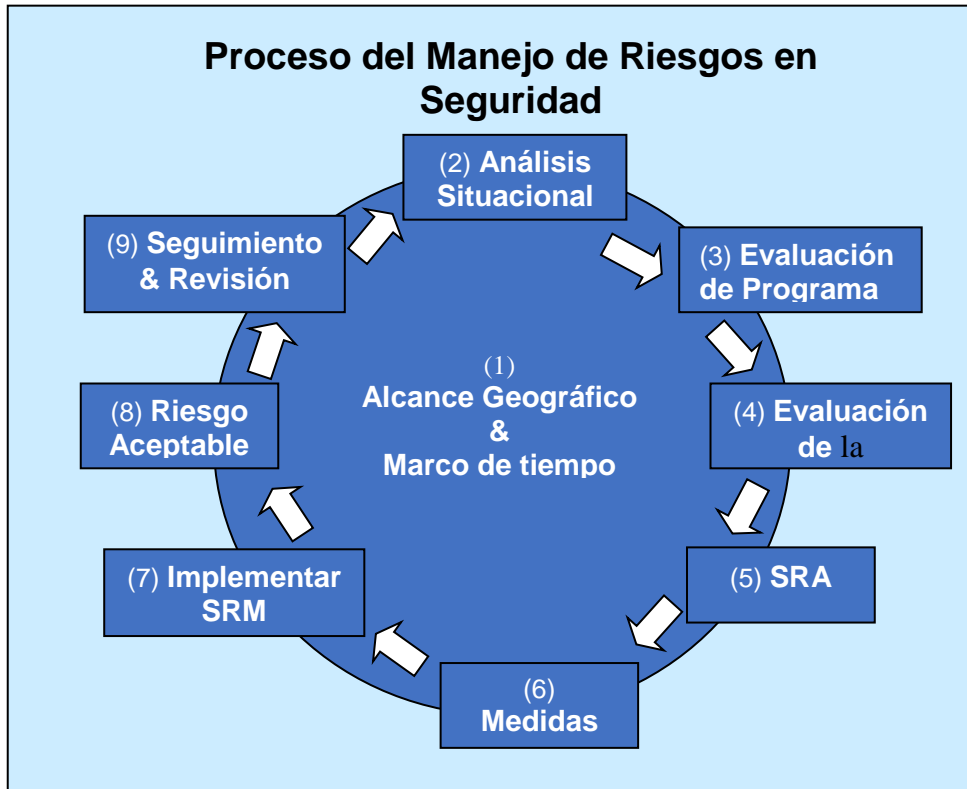 Proceso del Manejo de Riesgos en
Seguridad
(1)
Alcance Geográfico
&
Marco de tiempo
(2) Análisis
Situacional
(3) Evaluación
de Programa
(4) Evaluación
de la
(5) SRA
(6)
Medidas
(7) Implementar
SRM
(8) Riesgo
Aceptable
(9) Seguimiento
& Revisión